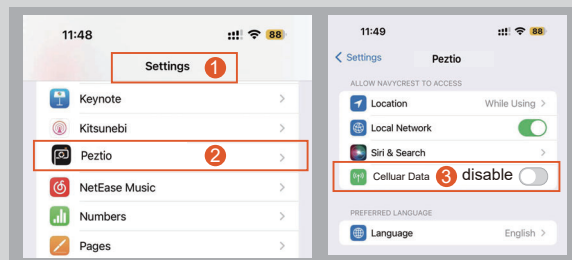 11:48
88
Settings 1
Keynote
Kitsunebi
Peztio 2
NetEase Music
Numbers
Pages
11:49
88
Settings Peztio
ALLOW NAVYCREST TO ACCESS
Location While Using
Local Network
Siri & Search
Celluar Data 3 disable
PREFERRED LANGUAGE
Language English